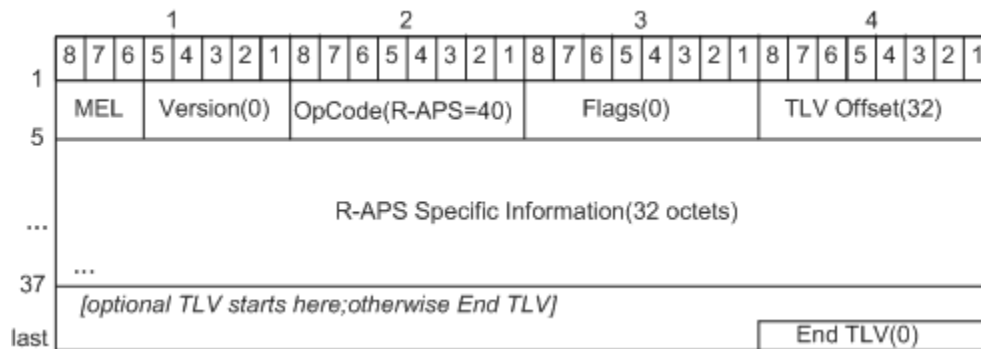 1 2 3 4
8 7 6 5 4 3 2 1 8 7 6 5 4 3 2 1 8 7 6 5 4 3 2 1 8 7 6 5 4 3 2 1
1
MEL Version(0) OpCode(R-APS=40) Flags(0) TLV Offset(32)
5
R-APS Specific Information(32 octets)
...
...
37
[optional TLV starts here;otherwise End TLV]
last End TLV(0)